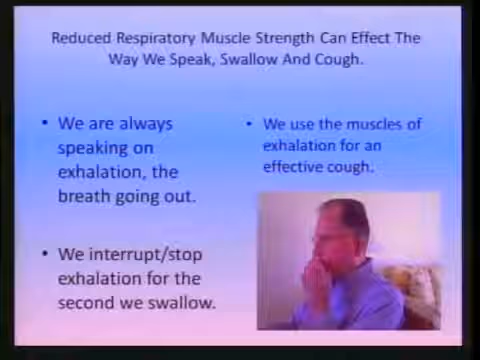 Reduced Respiratory Muscle Strength Can Effect The
Way We Speak, Swallow And Cough.
• We are always
speaking on
exhalation, the
breath going out.
• We interrupt/stop
exhalation for the
second we swallow.
• We use the muscles of
exhalation for an
effective cough.